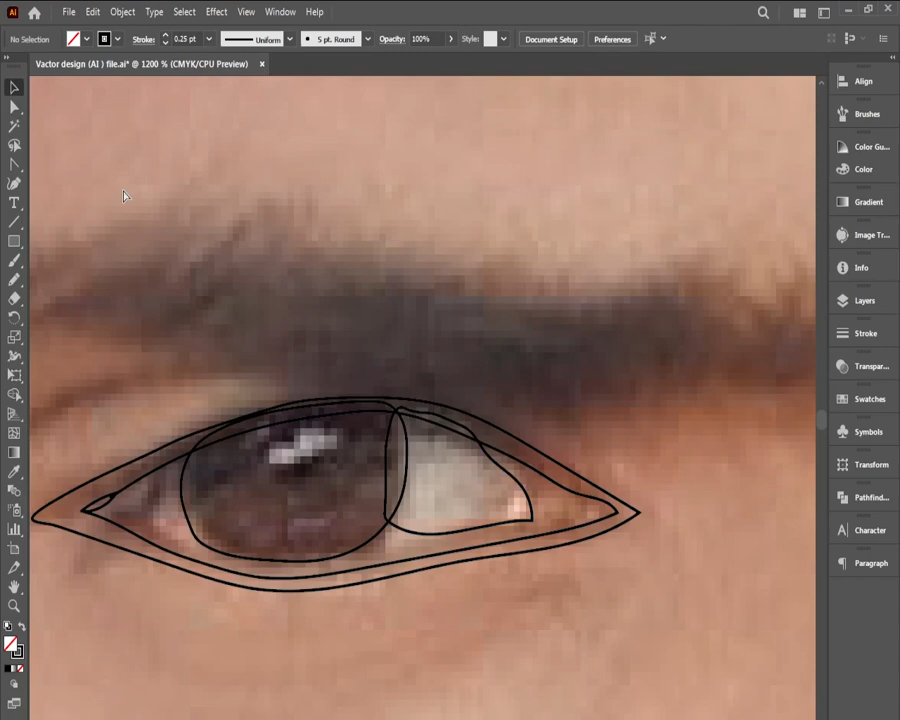 Ai File Edit Object Type Select Effect View Window Help
No Selection Stroke: 0.25 pt Uniform 5 pt. Round Opacity: 100% Style: Document Setup Preferences
Vactor design (AI ) file.ai* @ 1200 % (CMYK/CPU Preview) ×
Align
Brushes
Color Gu...
Color
Gradient
Image Tr...
Info
Layers
Stroke
Transpar...
Swatches
Symbols
Transform
Pathfind...
Character
Paragraph